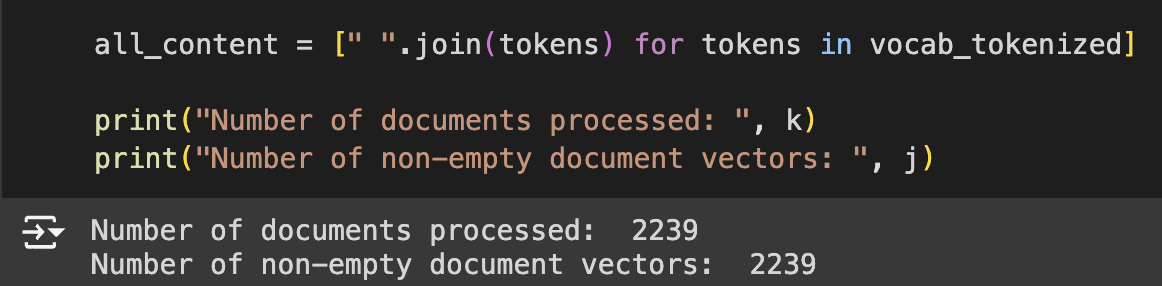 all_content = [" ".join(tokens) for tokens in vocab_tokenized]
print("Number of documents processed: ", k)
print("Number of non-empty document vectors: ", j)
Number of documents processed:  2239
Number of non-empty document vectors:  2239